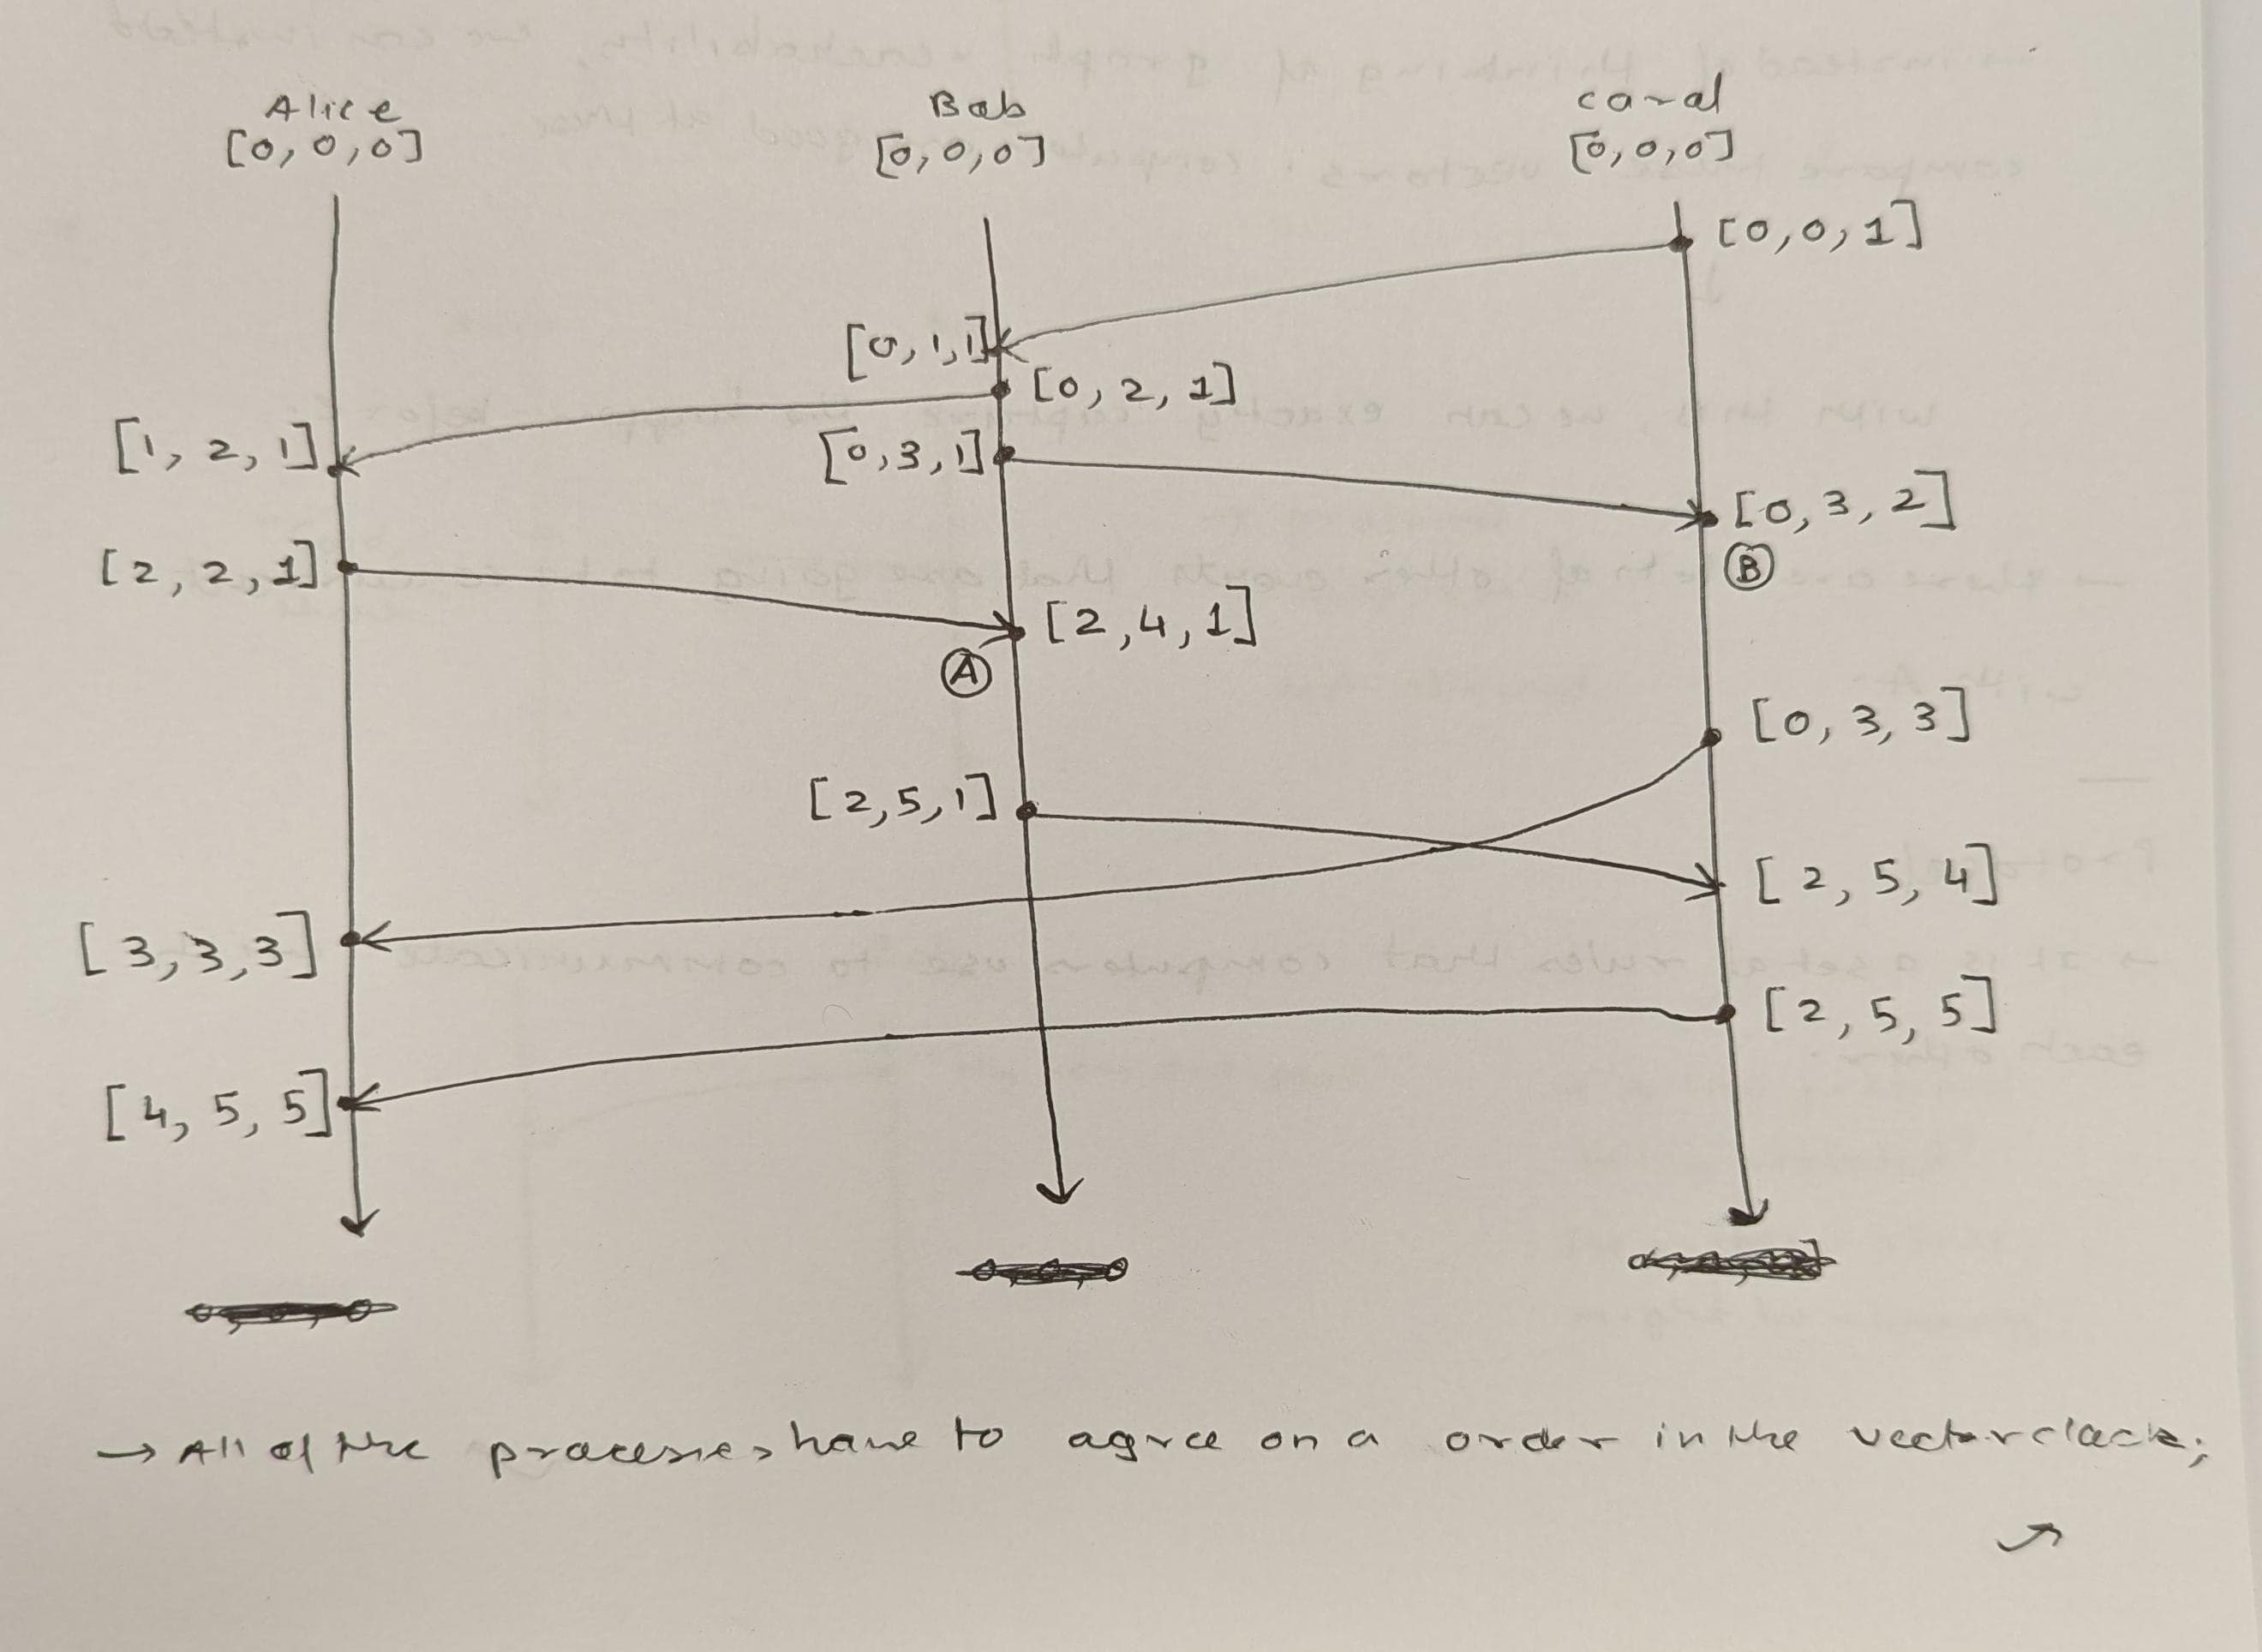 Alice Bob carol
[0,0,0] [0,0,0] [0,0,0]
[0,0,1]
[0,1,1]
[0,2,1]
[1,2,1] [0,3,1]
[0,3,2]
[2,2,1] B
[2,4,1]
A
[0,3,3]
[2,5,1]
[2,5,4]
[3,3,3]
[2,5,5]
[4,5,5]
→ All of the processes have to agree on a order in the vector clock;